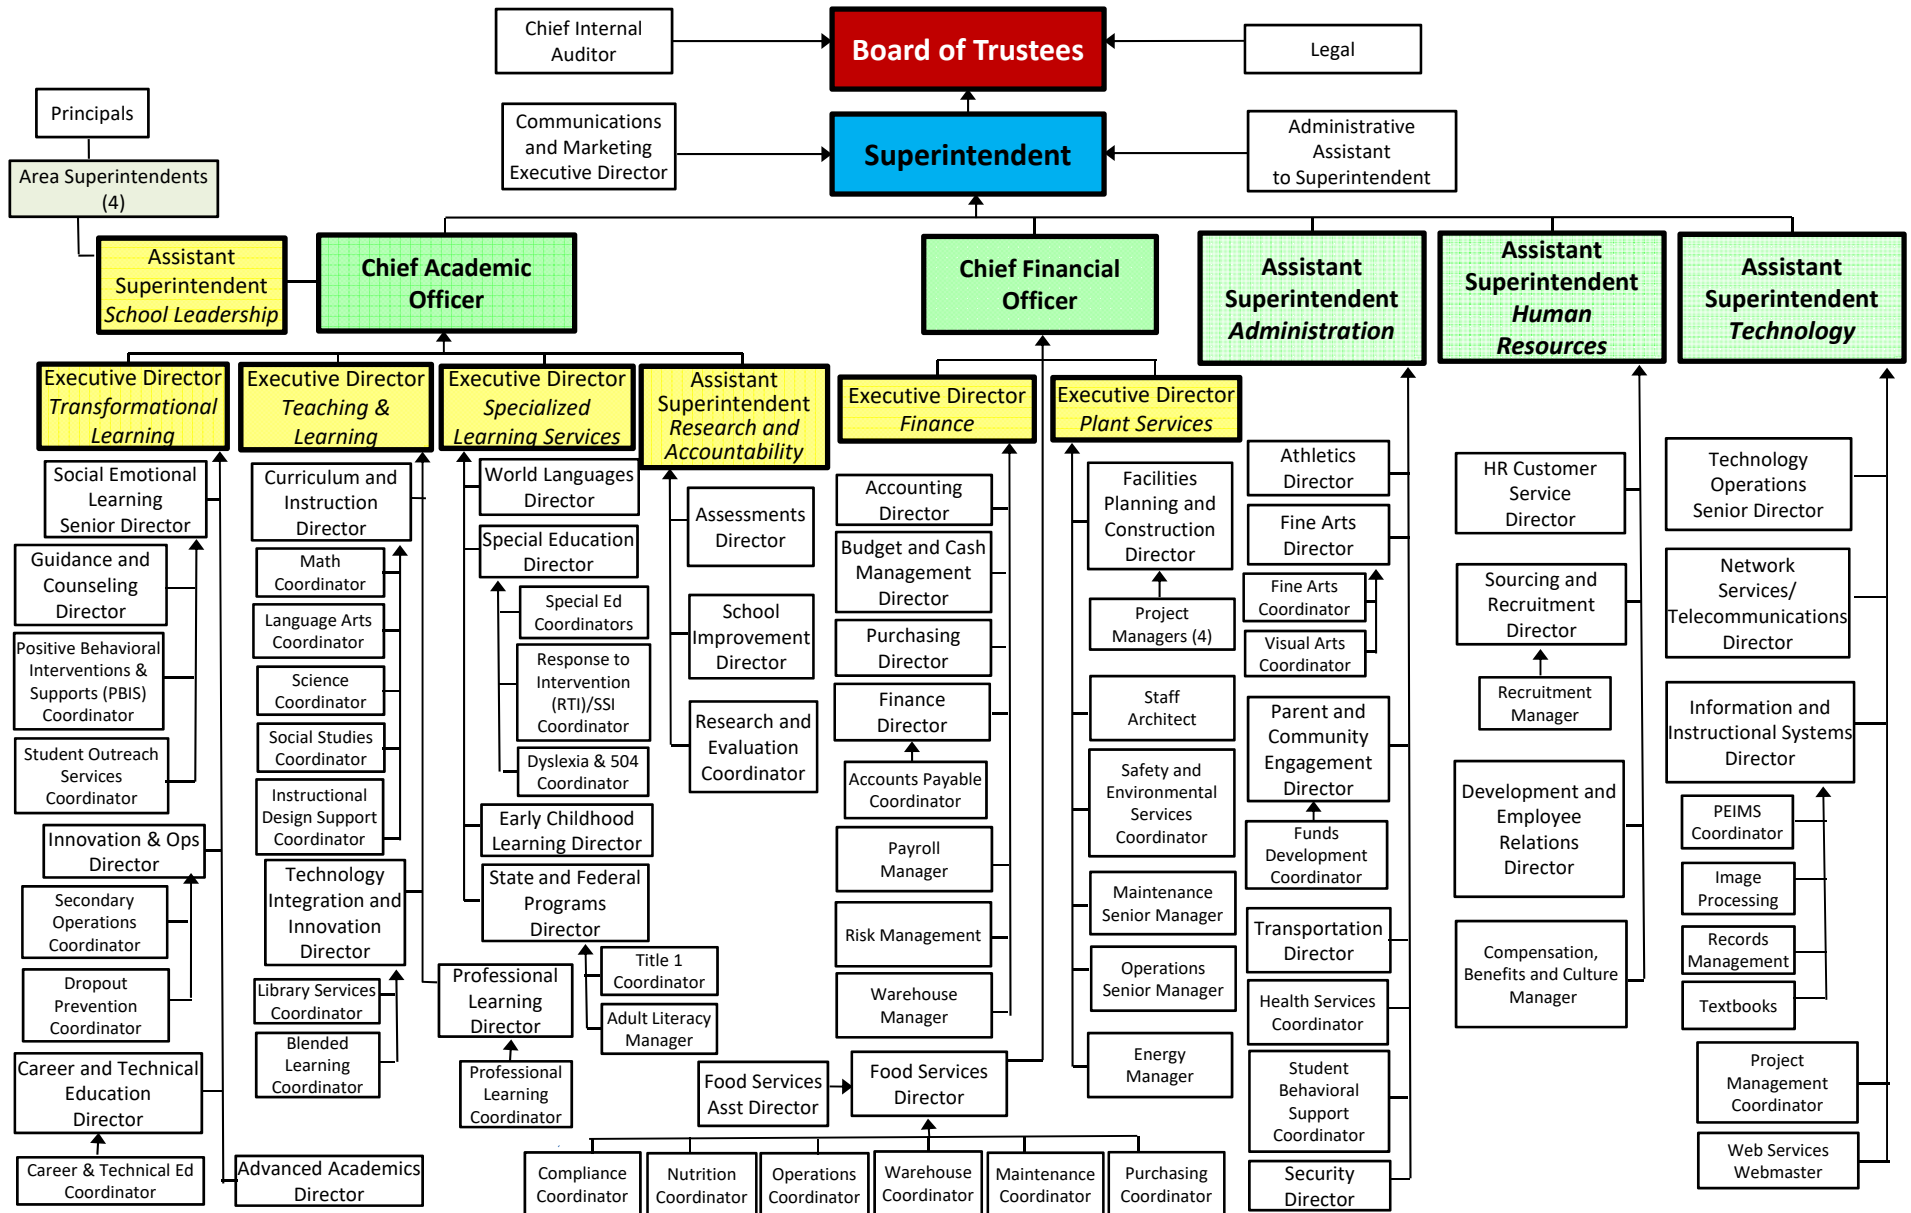 Chief Internal
Auditor
Board of Trustees
Legal
Principals
Communications
and Marketing
Executive Director
Superintendent
Administrative
Assistant
to Superintendent
Area Superintendents
(4)
Assistant
Superintendent
School Leadership
Chief Academic
Officer
Chief Financial
Officer
Assistant
Superintendent
Administration
Assistant
Superintendent
Human
Resources
Assistant
Superintendent
Technology
Executive Director
Transformational
Learning
Executive Director
Teaching &
Learning
Executive Director
Specialized
Learning Services
Assistant
Superintendent
Research and
Accountability
Executive Director
Finance
Executive Director
Plant Services
Social Emotional
Learning
Senior Director
Guidance and
Counseling
Director
Positive Behavioral
Interventions &
Supports (PBIS)
Coordinator
Student Outreach
Services
Coordinator
Innovation & Ops
Director
Secondary
Operations
Coordinator
Dropout
Prevention
Coordinator
Career and Technical
Education
Director
Career & Technical Ed
Coordinator
Advanced Academics
Director
Curriculum and
Instruction
Director
Math
Coordinator
Language Arts
Coordinator
Science
Coordinator
Social Studies
Coordinator
Instructional
Design Support
Coordinator
Technology
Integration and
Innovation
Director
Library Services
Coordinator
Blended
Learning
Coordinator
Professional
Learning
Director
Professional
Learning
Coordinator
World Languages
Director
Special Education
Director
Special Ed
Coordinators
Response to
Intervention
(RTI)/SSI
Coordinator
Dyslexia & 504
Coordinator
Early Childhood
Learning Director
State and Federal
Programs
Director
Title 1
Coordinator
Adult Literacy
Manager
Assessments
Director
School
Improvement
Director
Research and
Evaluation
Coordinator
Accounting
Director
Budget and Cash
Management
Director
Purchasing
Director
Finance
Director
Accounts Payable
Coordinator
Payroll
Manager
Risk Management
Warehouse
Manager
Food Services
Asst Director
Food Services
Director
Compliance
Coordinator
Nutrition
Coordinator
Operations
Coordinator
Warehouse
Coordinator
Maintenance
Coordinator
Purchasing
Coordinator
Facilities
Planning and
Construction
Director
Project
Managers (4)
Staff
Architect
Safety and
Environmental
Services
Coordinator
Maintenance
Senior Manager
Operations
Senior Manager
Energy
Manager
Athletics
Director
Fine Arts
Director
Fine Arts
Coordinator
Visual Arts
Coordinator
Parent and
Community
Engagement
Director
Funds
Development
Coordinator
Transportation
Director
Health Services
Coordinator
Student
Behavioral
Support
Coordinator
Security
Director
HR Customer
Service
Director
Sourcing and
Recruitment
Director
Recruitment
Manager
Development and
Employee
Relations
Director
Compensation,
Benefits and Culture
Manager
Technology
Operations
Senior Director
Network
Services/
Telecommunications
Director
Information and
Instructional Systems
Director
PEIMS
Coordinator
Image
Processing
Records
Management
Textbooks
Project
Management
Coordinator
Web Services
Webmaster